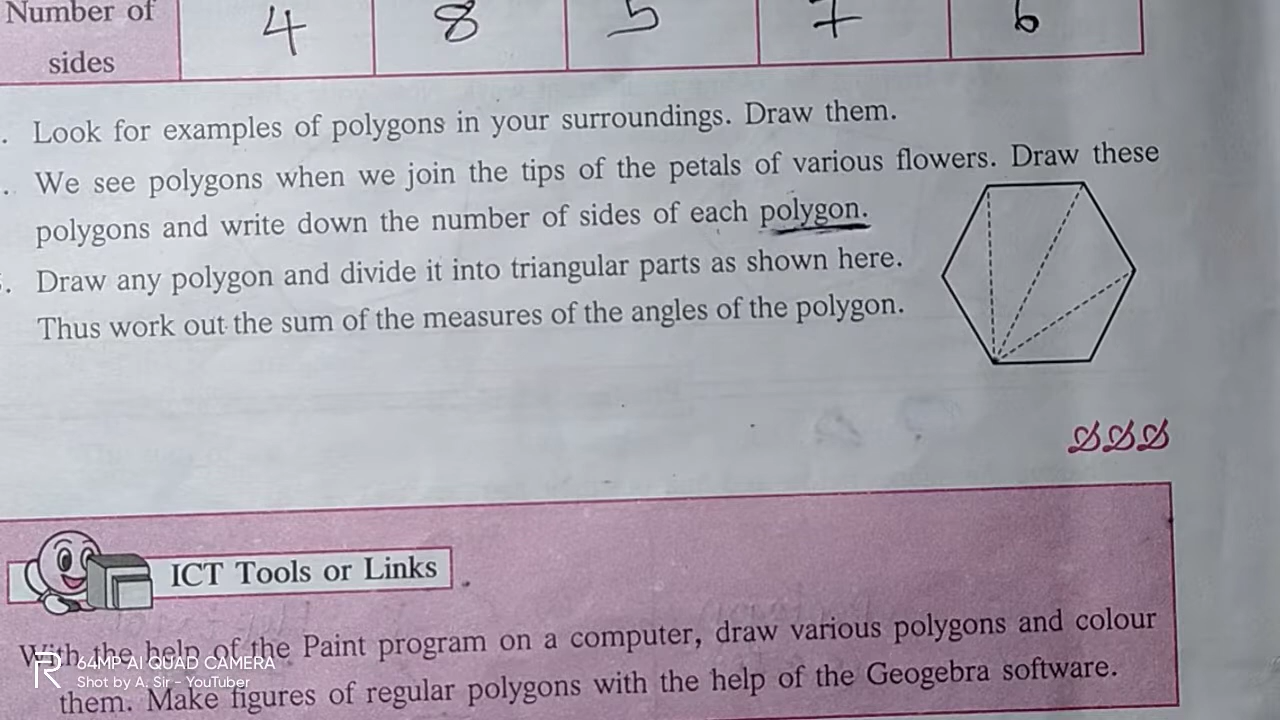 Number of
sides
4 8 5 7 6
. Look for examples of polygons in your surroundings. Draw them.
. We see polygons when we join the tips of the petals of various flowers. Draw these
polygons and write down the number of sides of each polygon.
. Draw any polygon and divide it into triangular parts as shown here.
Thus work out the sum of the measures of the angles of the polygon.
ICT Tools or Links
With the help of the Paint program on a computer, draw various polygons and colour
them. Make figures of regular polygons with the help of the Geogebra software.
R
64MP AI QUAD CAMERA
Shot by A. Sir - YouTuber